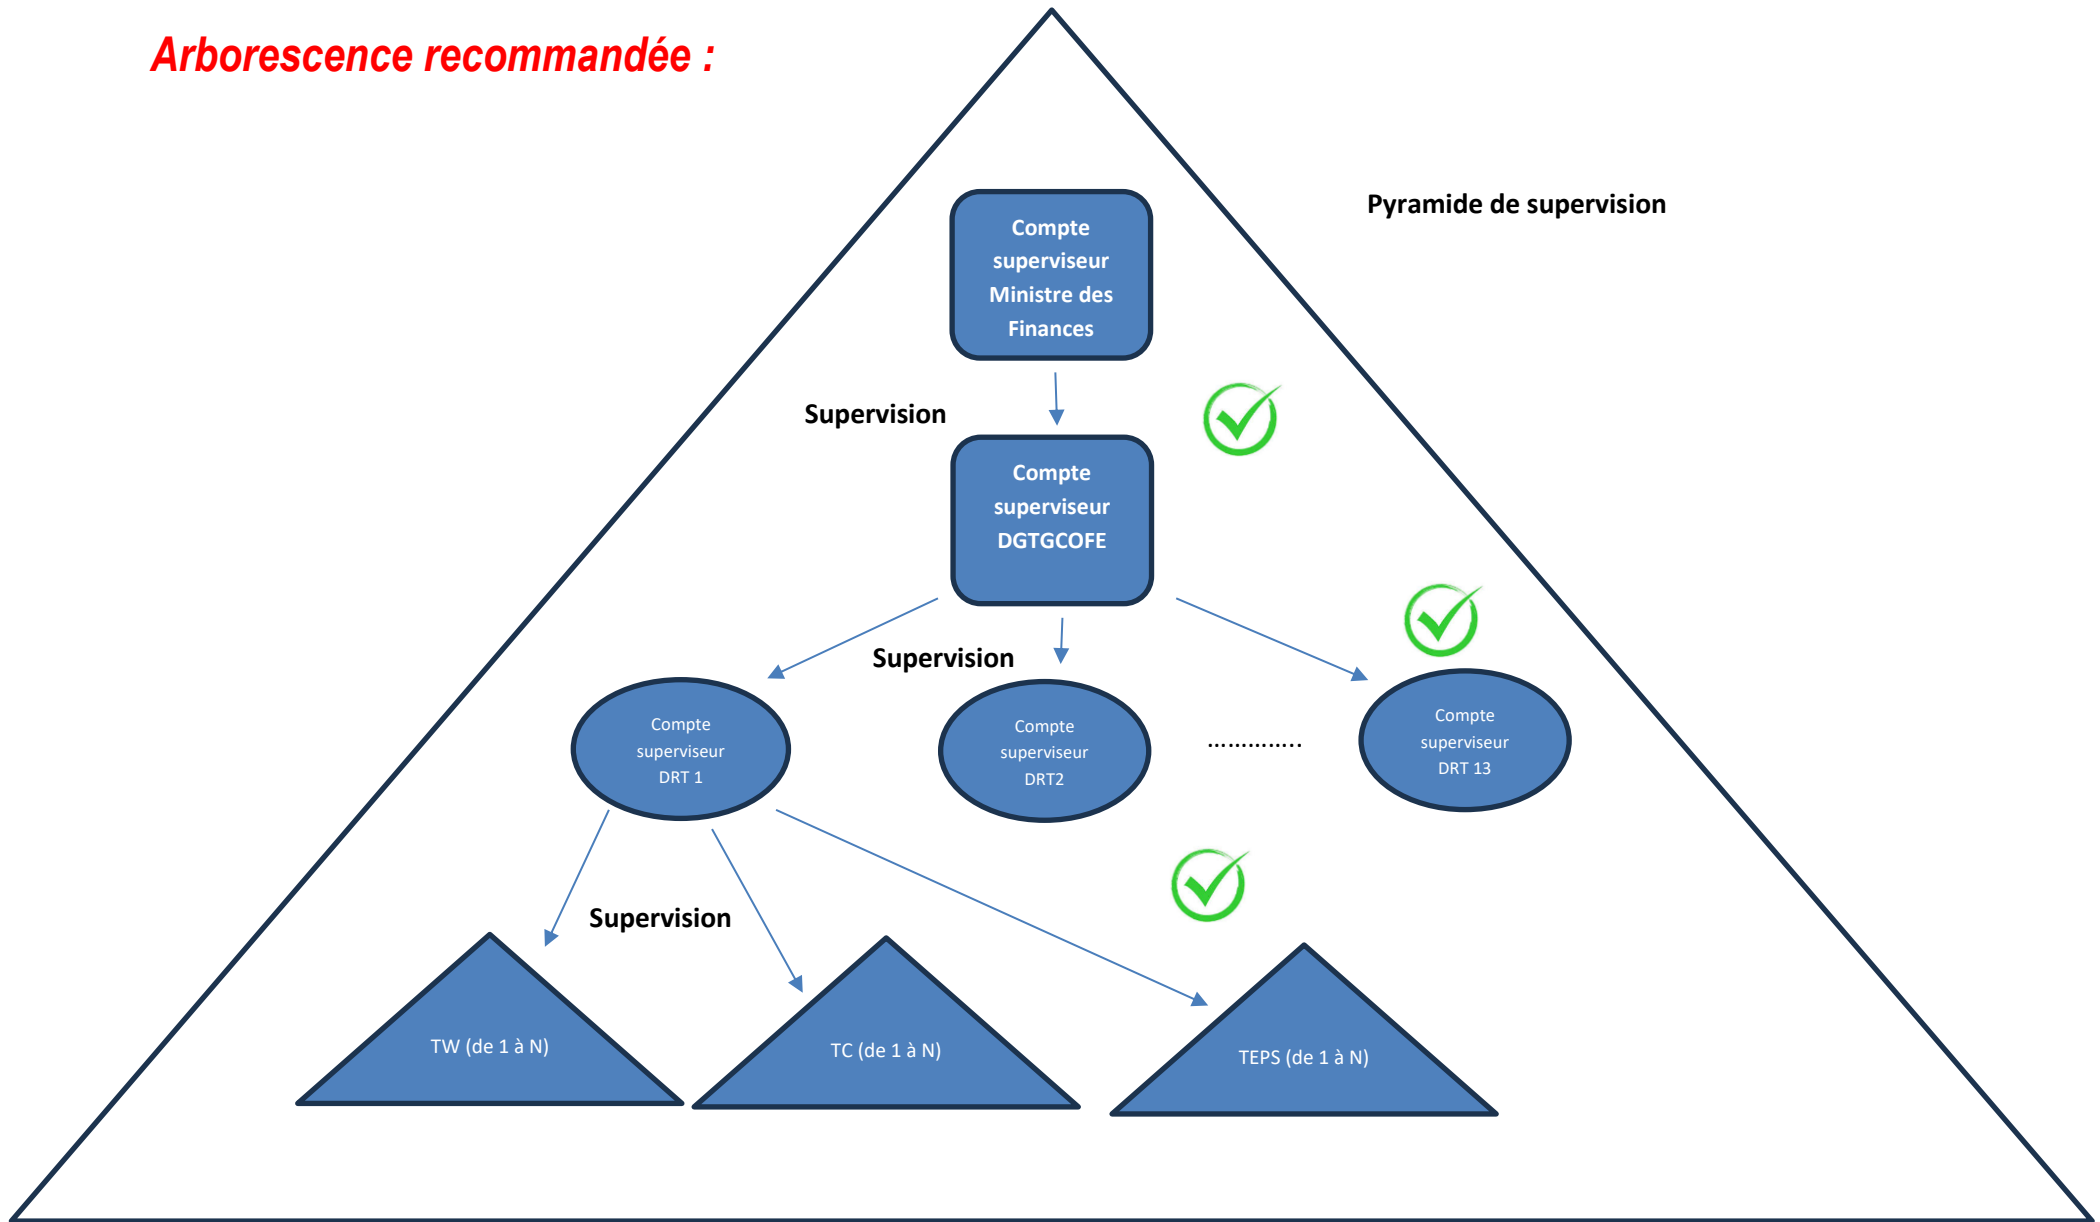 Arborescence recommandée :
Pyramide de supervision
Compte
superviseur
Ministre des
Finances
Supervision
Compte
superviseur
DGTGCOFE
Supervision
Compte
superviseur
DRT 1
Compte
superviseur
DRT2
…………..
Compte
superviseur
DRT 13
Supervision
TW (de 1 à N)
TC (de 1 à N)
TEPS (de 1 à N)